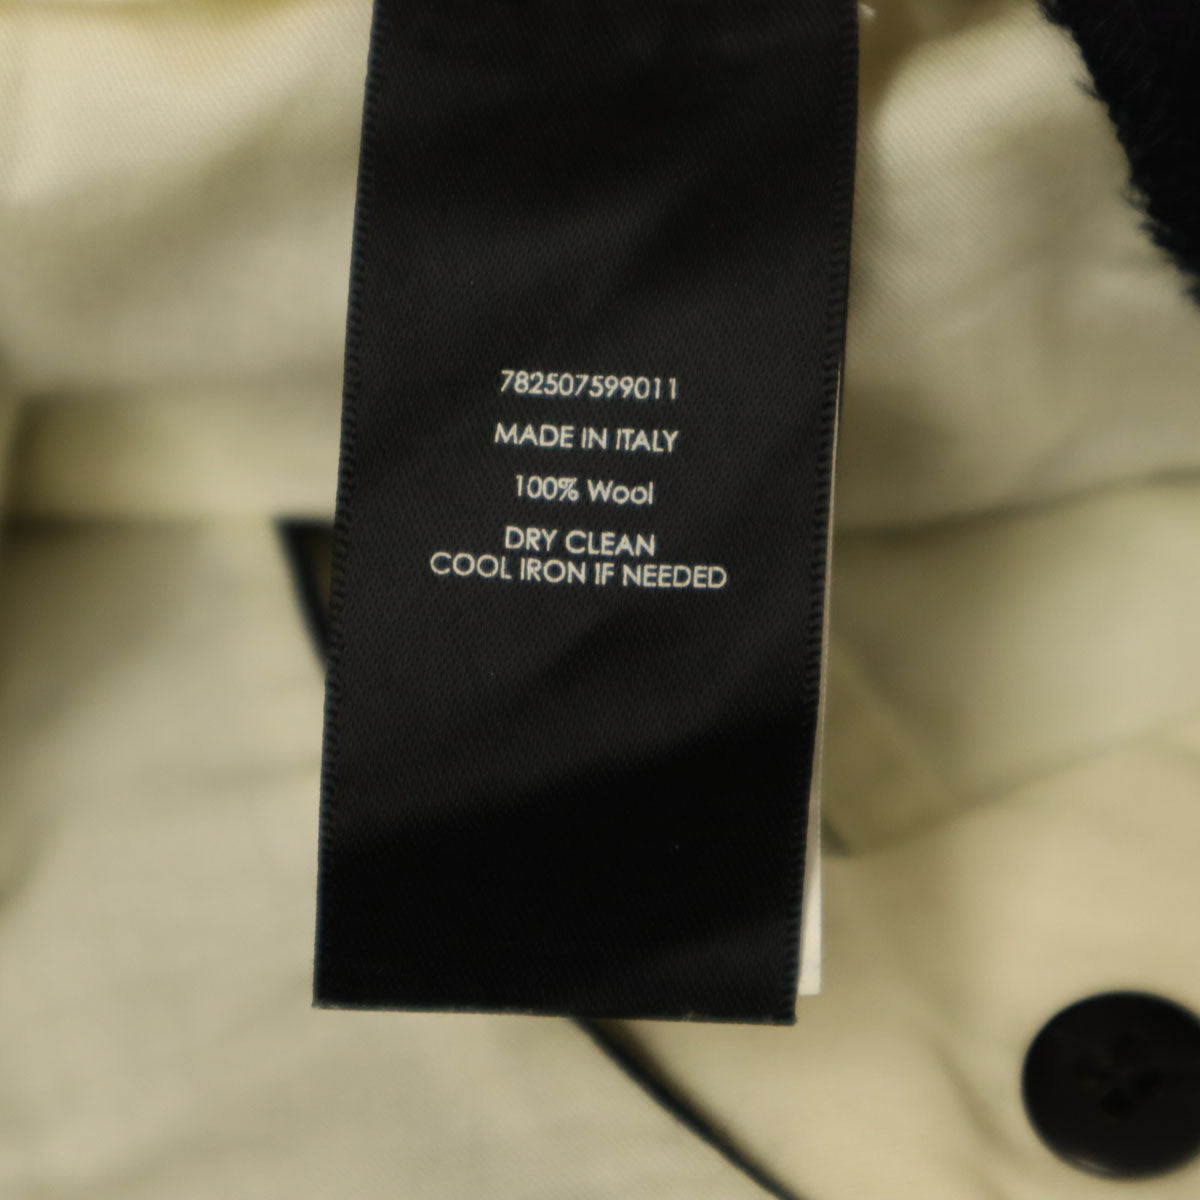 782507599011
MADE IN ITALY
100% Wool
DRY CLEAN
COOL IRON IF NEEDED